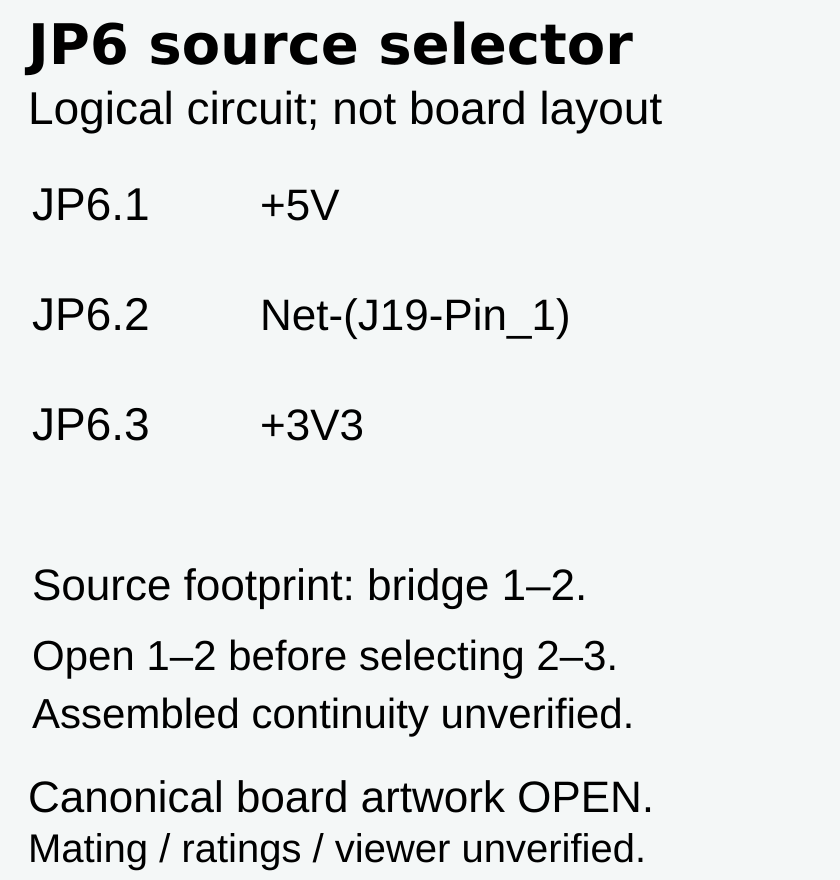 JP6 source selector
Logical circuit; not board layout
JP6.1 +5V
JP6.2 Net-(J19-Pin_1)
JP6.3 +3V3
Source footprint: bridge 1–2.
Open 1–2 before selecting 2–3.
Assembled continuity unverified.
Canonical board artwork OPEN.
Mating / ratings / viewer unverified.